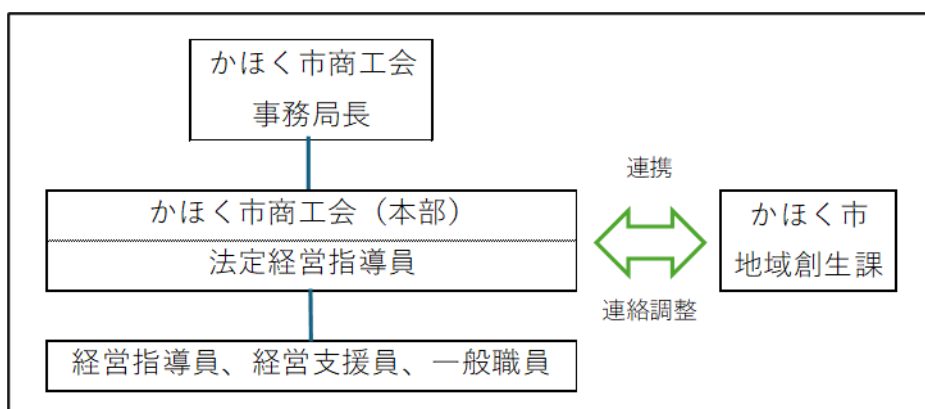 かほく市商工会
事務局長
連携
かほく市商工会（本部）
法定経営指導員
かほく市
地域創生課
連絡調整
経営指導員、経営支援員、一般職員